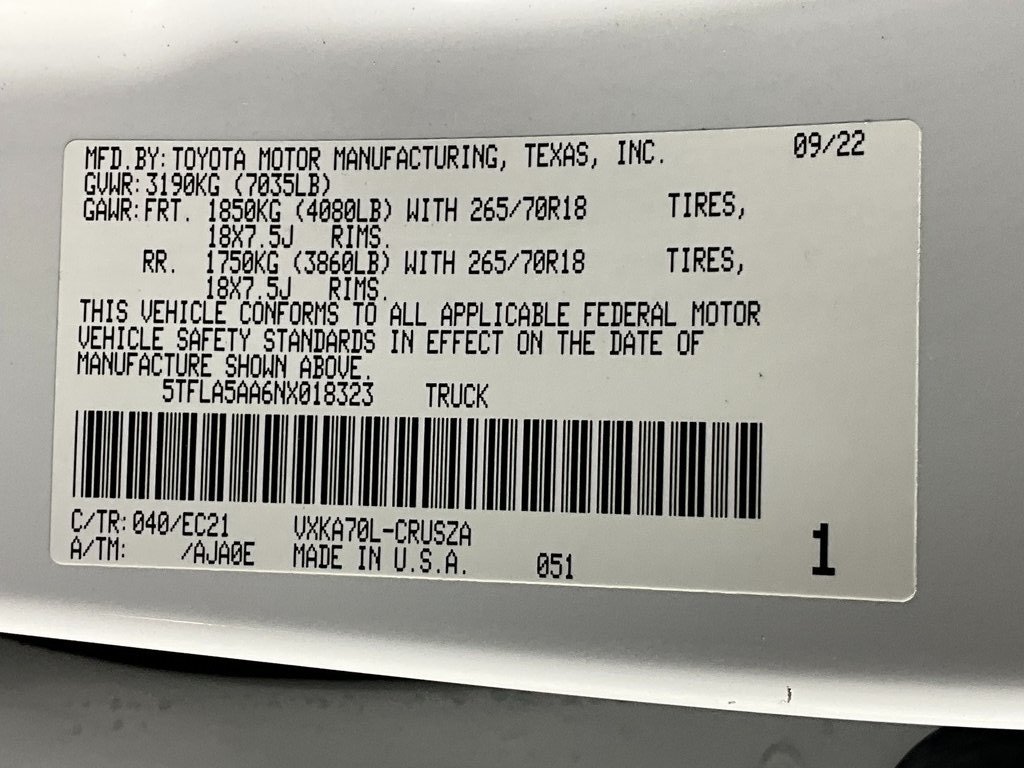 MFD.BY: TOYOTA MOTOR MANUFACTURING, TEXAS, INC. 09/22
GVWR: 3190KG (7035LB)
GAWR: FRT. 1850KG (4080LB) WITH 265/70R18 TIRES,
18X7.5J RIMS.
RR. 1750KG (3860LB) WITH 265/70R18 TIRES,
18X7.5J RIMS.
THIS VEHICLE CONFORMS TO ALL APPLICABLE FEDERAL MOTOR
VEHICLE SAFETY STANDARDS IN EFFECT ON THE DATE OF
MANUFACTURE SHOWN ABOVE.
5TFLA5AA6NX018323 TRUCK
C/TR: 040/EC21 VXKA70L-CRUSZA
A/TM: /AJA0E MADE IN U.S.A. 051 1